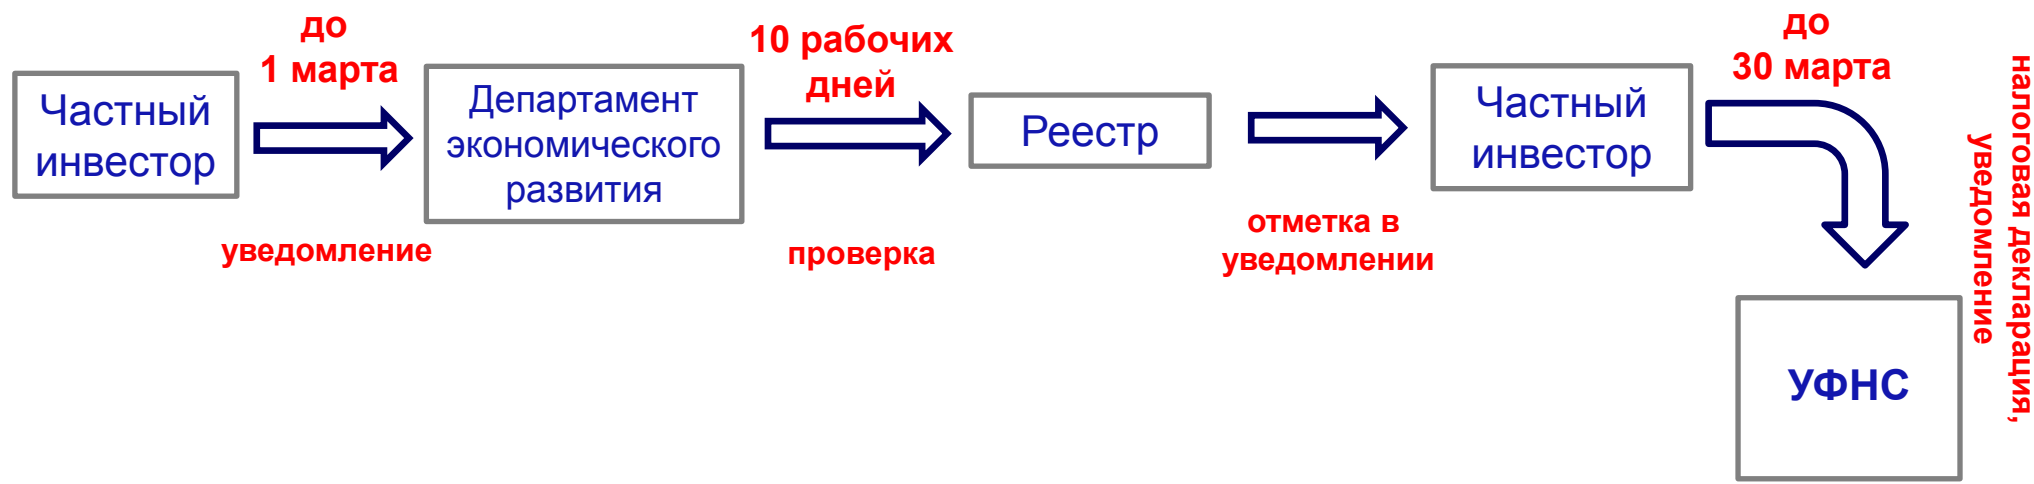 Частный
инвестор
до
1 марта
уведомление
Департамент
экономического
развития
10 рабочих
дней
проверка
Реестр
отметка в
уведомлении
Частный
инвестор
до
30 марта
налоговая декларация,
уведомление
УФНС